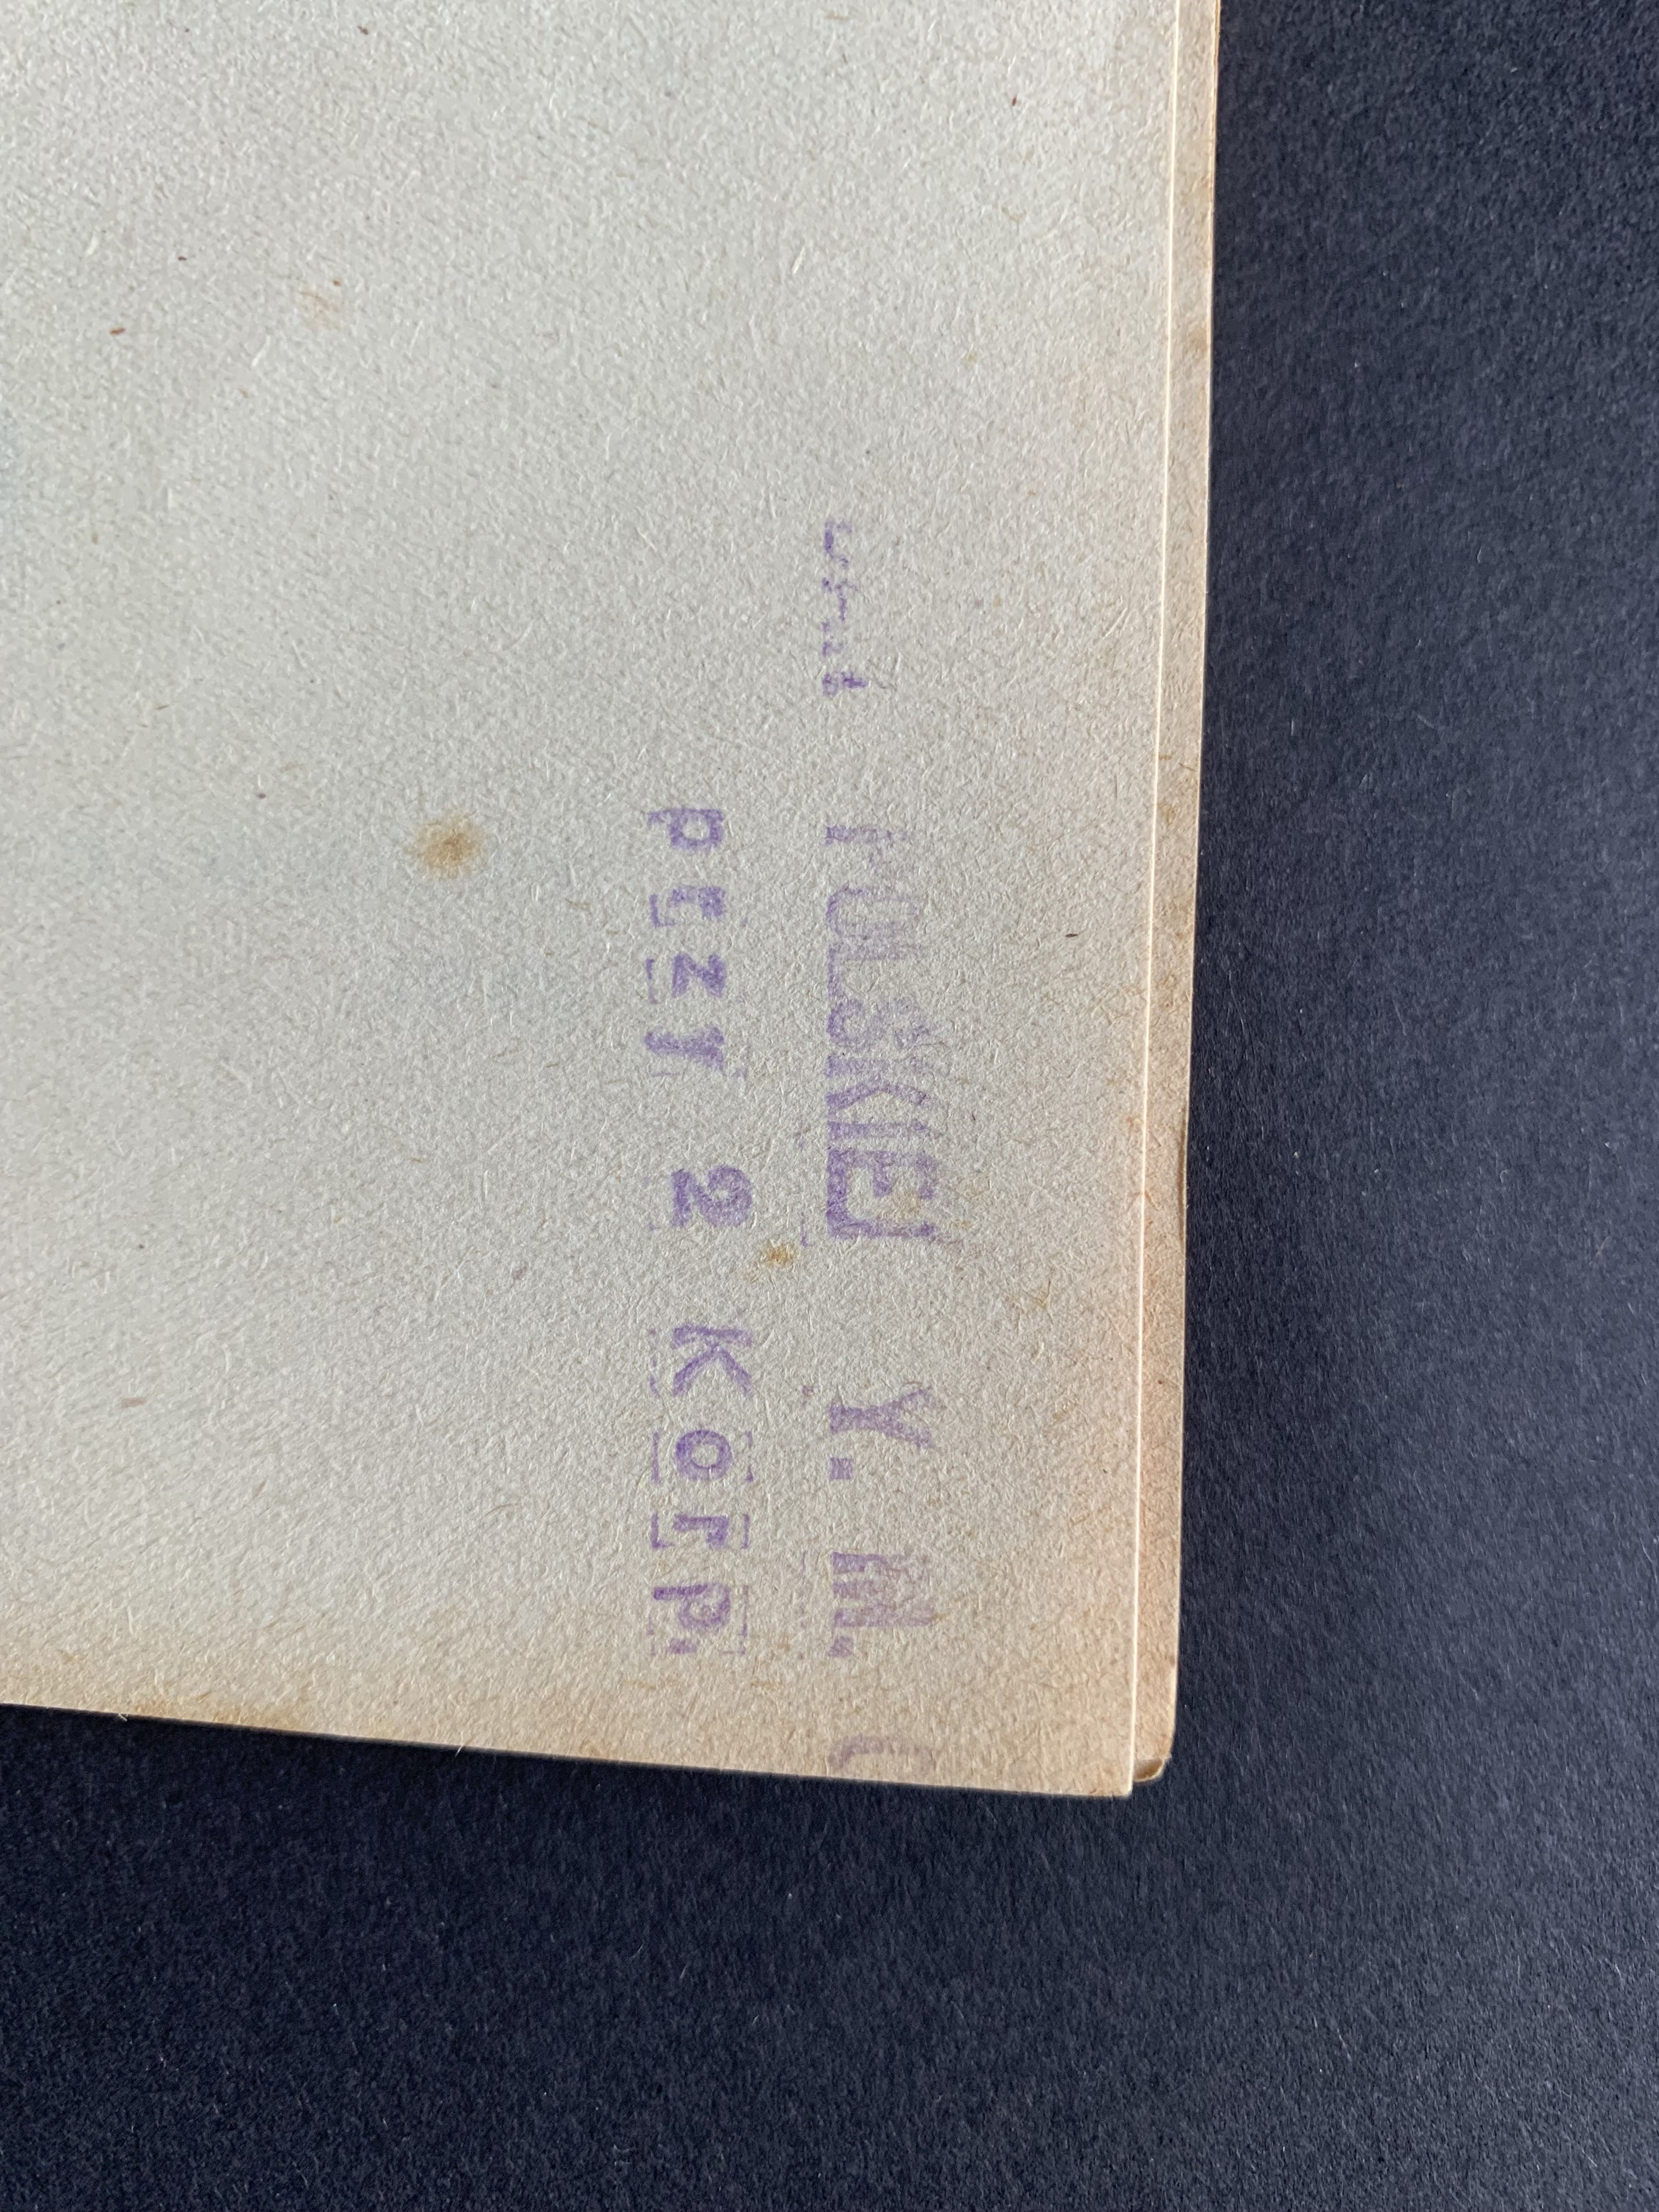 POLSKIEJ Y. M. C
przy 2 Korp.